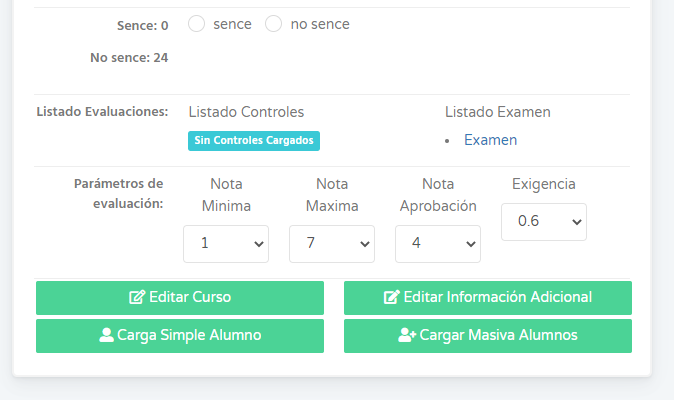 Sence: 0
sence
no sence
No sence: 24
Listado Evaluaciones:
Listado Controles
Listado Examen
Sin Controles Cargados
Examen
Parámetros de
evaluación:
Nota
Minima
Nota
Maxima
Nota
Aprobación
Exigencia
1
7
4
0.6
Editar Curso
Editar Información Adicional
Carga Simple Alumno
Cargar Masiva Alumnos